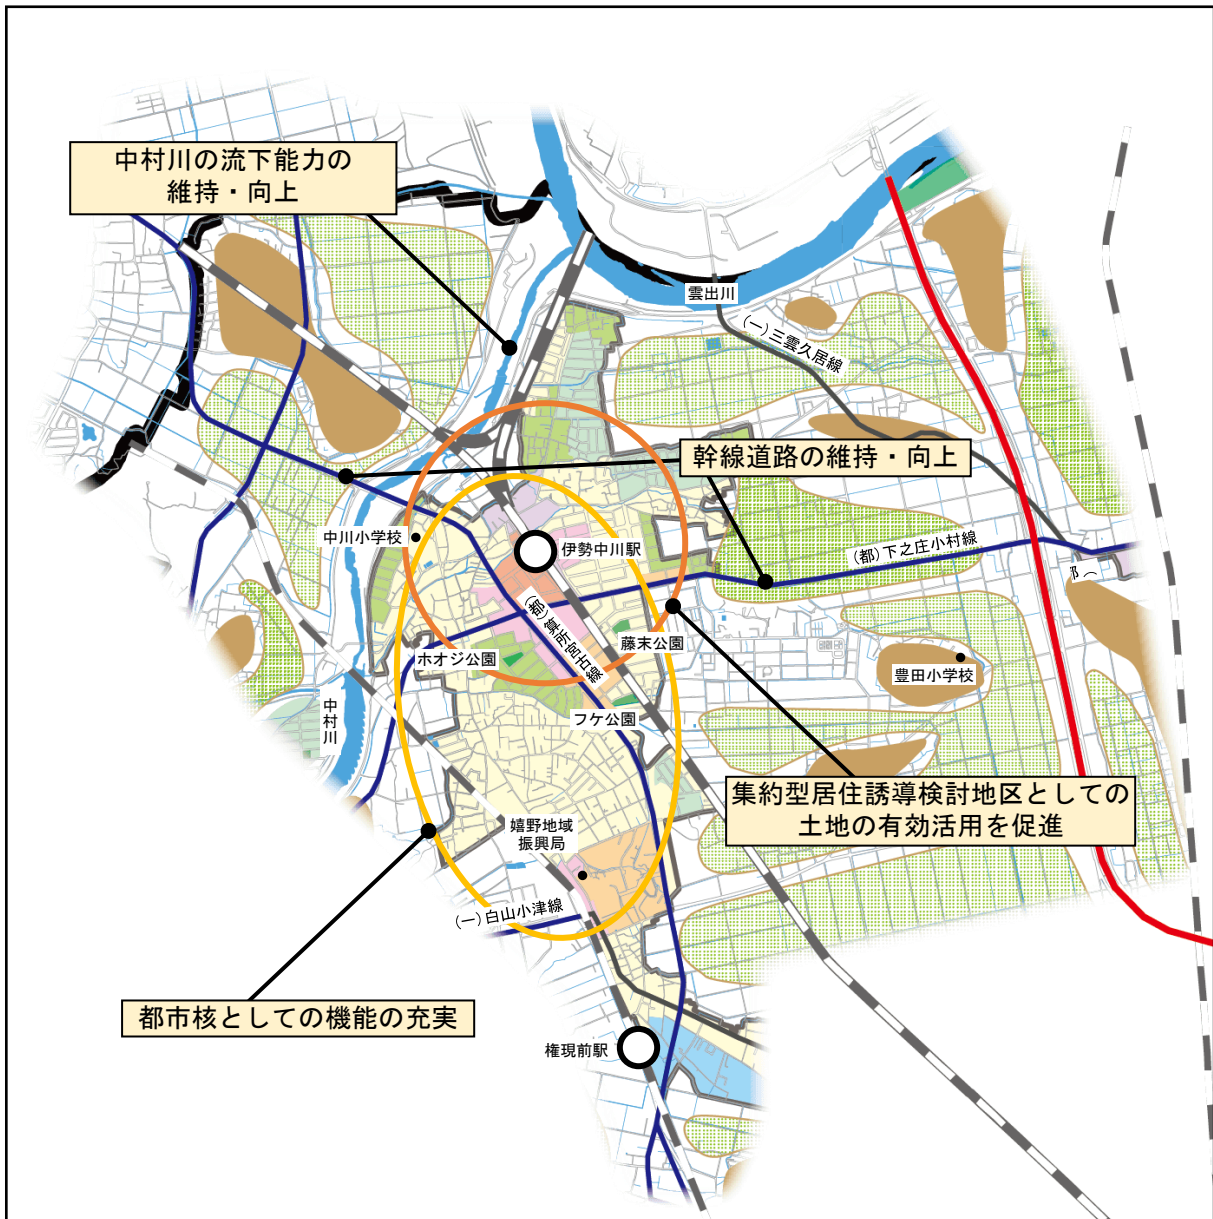 中村川の流下能力の
維持・向上
雲出川
(一)三雲久居線
幹線道路の維持・向上
中川小学校
伊勢中川駅
(都)下之庄小村線
(都)算所宮古線
藤末公園
ホオジ公園
豊田小学校
中村川
フケ公園
集約型居住誘導検討地区としての
土地の有効活用を促進
嬉野地域
振興局
(一)白山小津線
都市核としての機能の充実
権現前駅